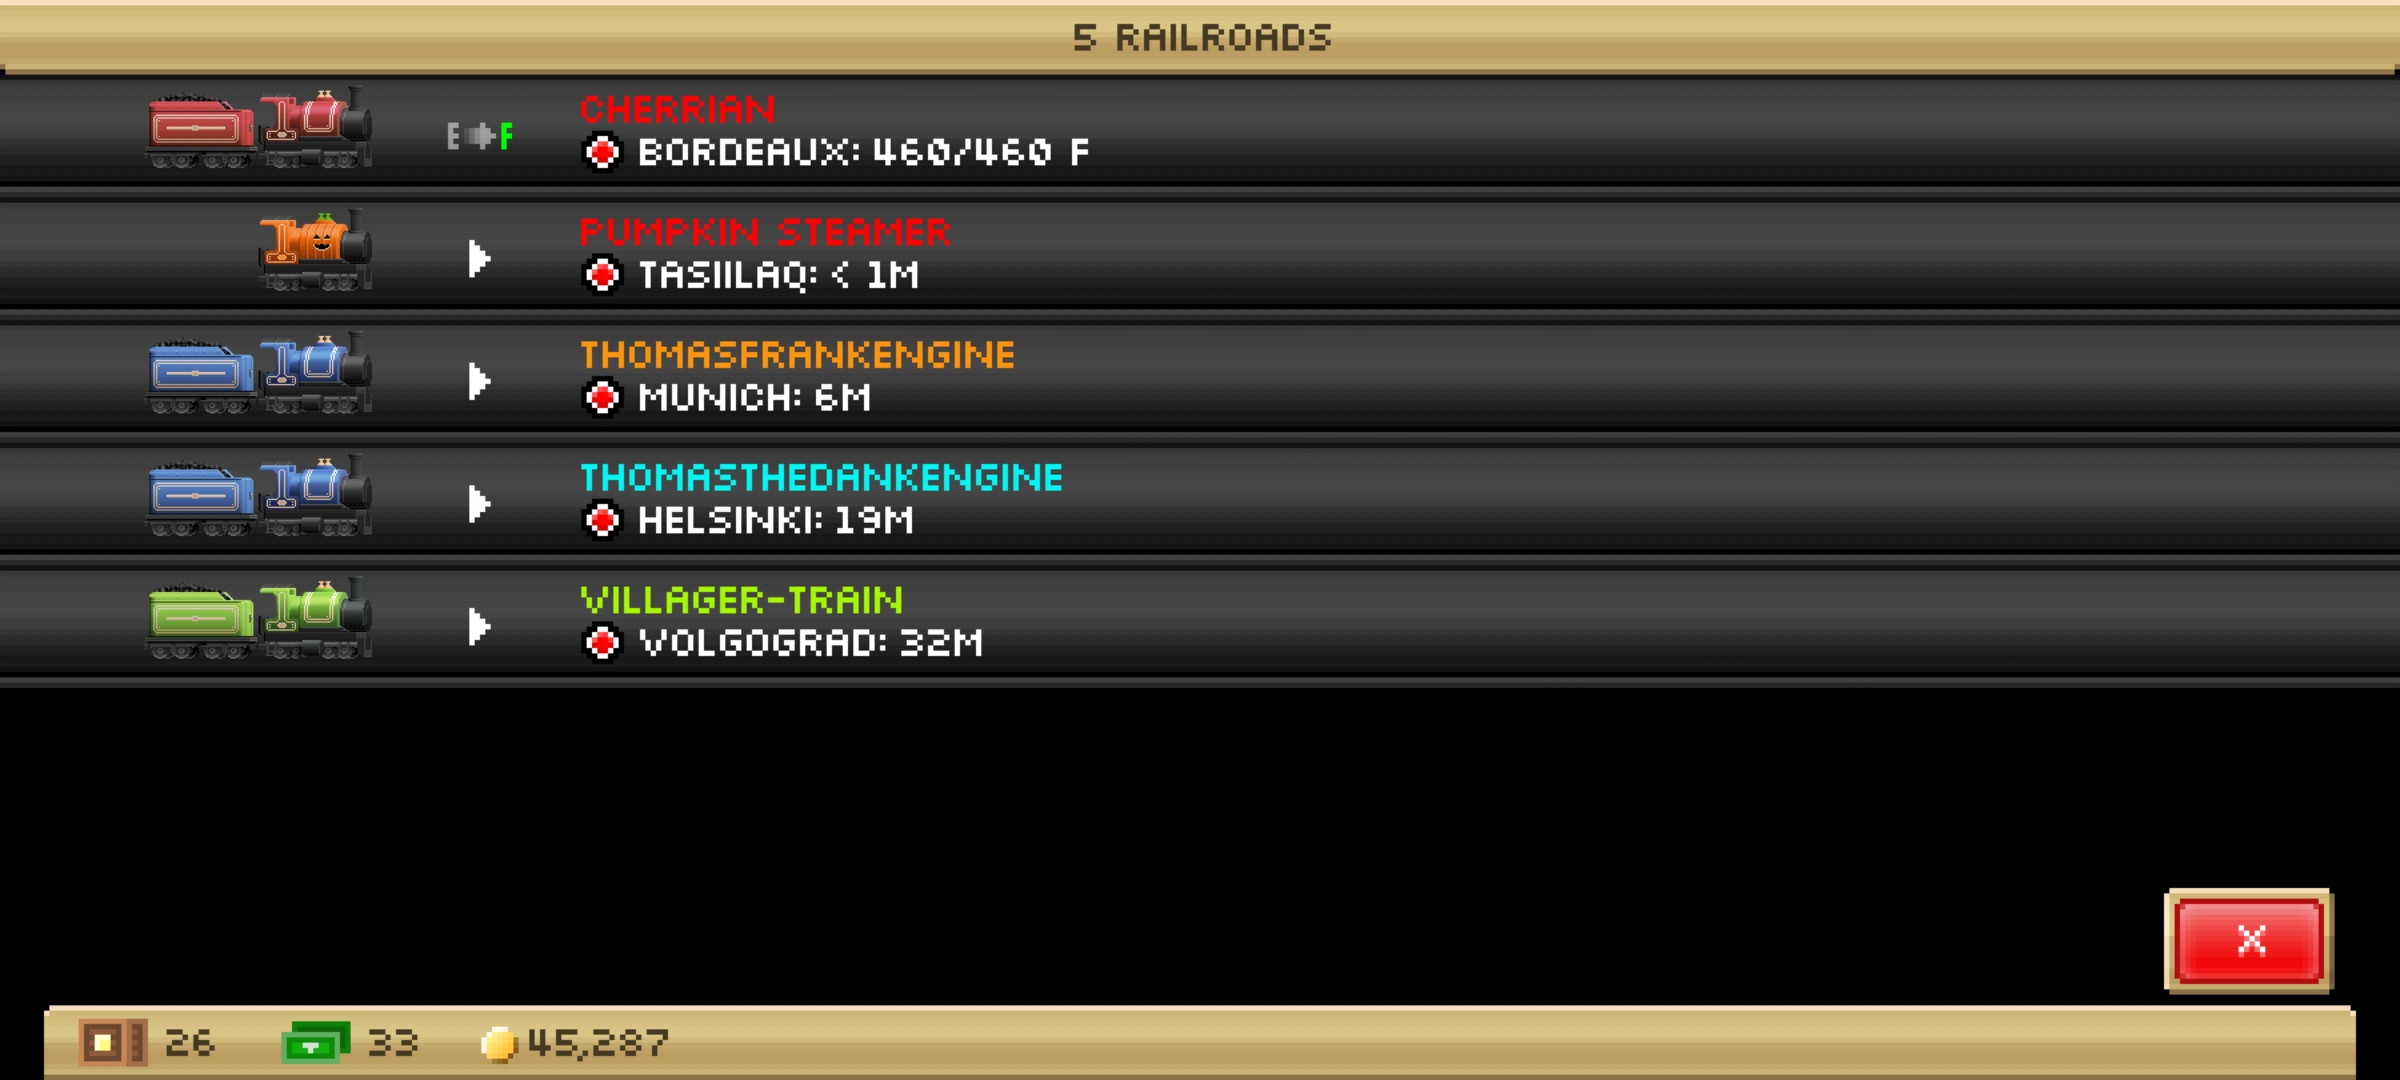 5 RAILROADS
CHERRIAN
E F
BORDEAUX: 460/460 F
PUMPKIN STEAMER
TASIILAQ: < 1M
THOMASFRANKENGINE
MUNICH: 6M
THOMASTHEDANKENGINE
HELSINKI: 19M
VILLAGER-TRAIN
VOLGOGRAD: 32M
X
26 33 45,287